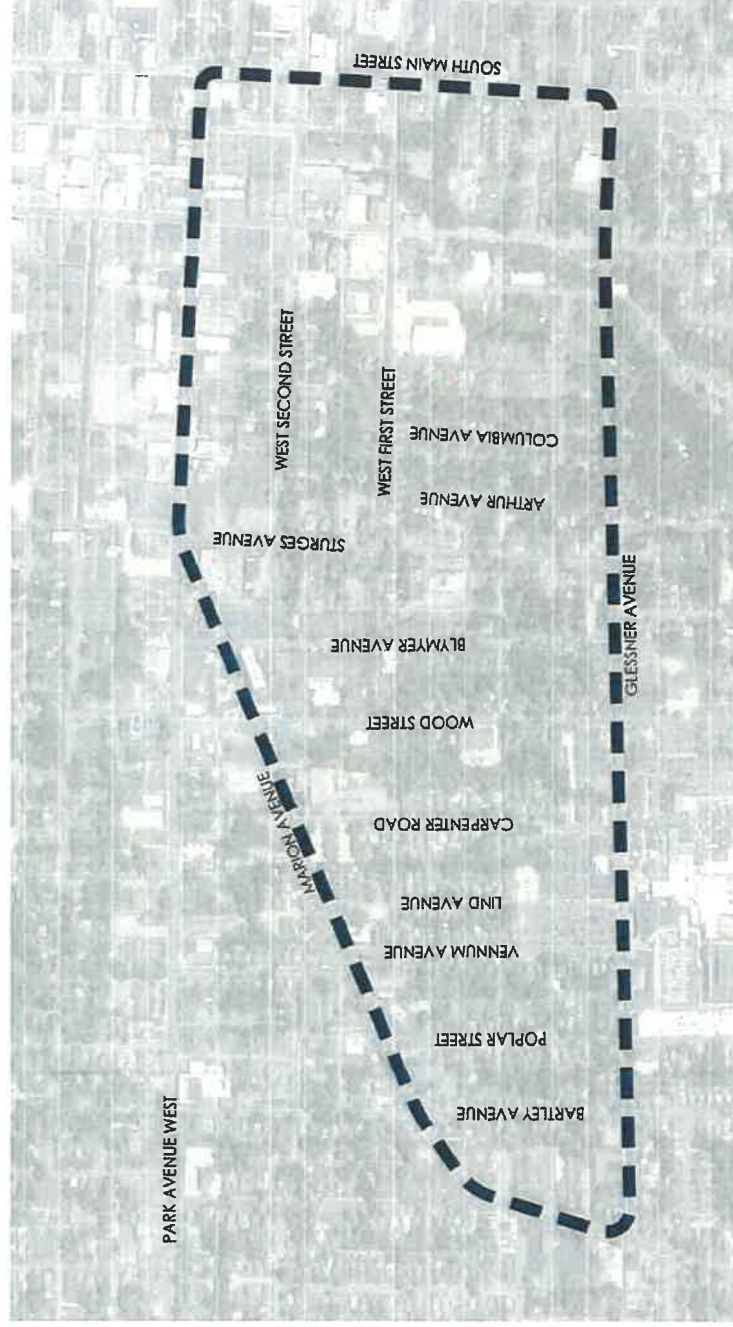 SOUTH MAIN STREET
WEST SECOND STREET
WEST FIRST STREET
COLUMBIA AVENUE
ARTHUR AVENUE
STURGES AVENUE
GLESSNER AVENUE
BLYMYER AVENUE
WOOD STREET
MARION AVENUE
CARPENTER ROAD
LIND AVENUE
VENNUM AVENUE
POPLAR STREET
BARTLEY AVENUE
PARK AVENUE WEST